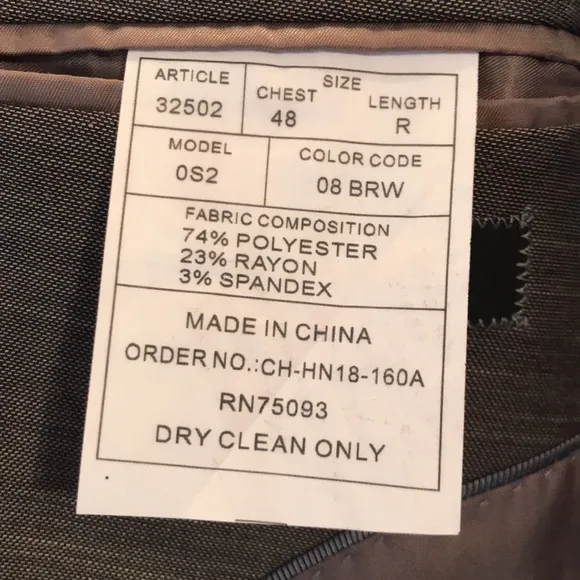 ARTICLE
32502
SIZE
CHEST LENGTH
48 R
MODEL
0S2
COLOR CODE
08 BRW
FABRIC COMPOSITION
74% POLYESTER
23% RAYON
3% SPANDEX
MADE IN CHINA
ORDER NO.:CH-HN18-160A
RN75093
DRY CLEAN ONLY